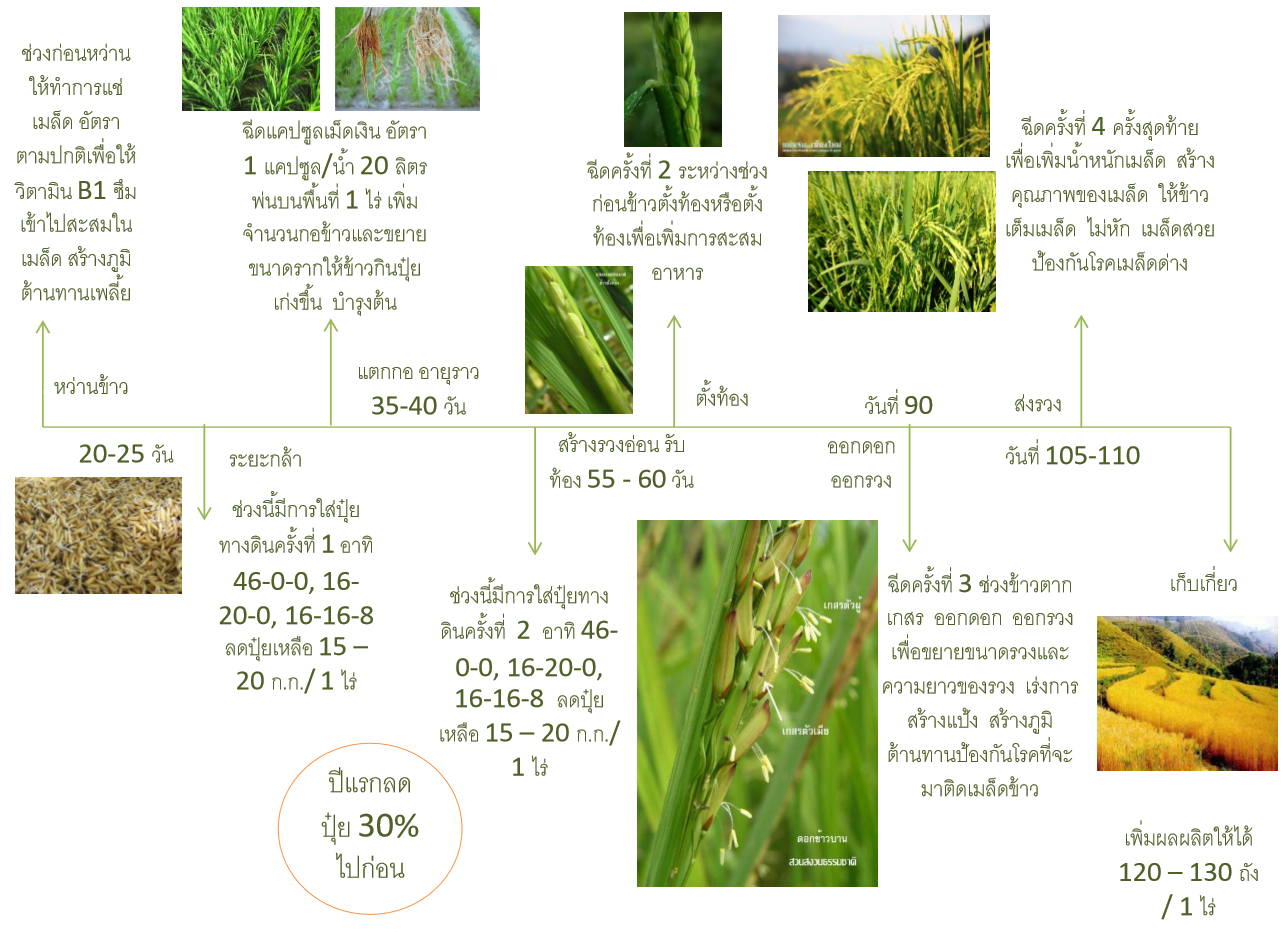 ช่วงก่อนหว่าน
ให้ทำการแช่
เมล็ด อัตรา
ตามปกติเพื่อให้
วิตามิน B1 ซึม
เข้าไปสะสมใน
เมล็ด สร้างภูมิ
ต้านทานเพลี้ย
ฉีดแคปซูลเม็ดเงิน อัตรา
1 แคปซูล/น้ำ 20 ลิตร
พ่นบนพื้นที่ 1 ไร่ เพิ่ม
จำนวนกอข้าวและขยาย
ขนาดรากให้ข้าวกินปุ๋ย
เก่งขึ้น บำรุงต้น
ฉีดครั้งที่ 2 ระหว่างช่วง
ก่อนข้าวตั้งท้องหรือตั้ง
ท้องเพื่อเพิ่มการสะสม
อาหาร
ฉีดครั้งที่ 4 ครั้งสุดท้าย
เพื่อเพิ่มน้ำหนักเมล็ด สร้าง
คุณภาพของเมล็ด ให้ข้าว
เต็มเมล็ด ไม่หัก เมล็ดสวย
ป้องกันโรคเมล็ดด่าง
หว่านข้าว
แตกกอ อายุราว
35-40 วัน
ตั้งท้อง
วันที่ 90
ส่งรวง
20-25 วัน
ระยะกล้า
สร้างรวงอ่อน รับ
ท้อง 55 - 60 วัน
ออกดอก
ออกรวง
วันที่ 105-110
ช่วงนี้มีการใส่ปุ๋ย
ทางดินครั้งที่ 1 อาทิ
46-0-0, 16-
20-0, 16-16-8
ลดปุ๋ยเหลือ 15 –
20 ก.ก./ 1 ไร่
ช่วงนี้มีการใส่ปุ๋ยทาง
ดินครั้งที่ 2 อาทิ 46-
0-0, 16-20-0,
16-16-8 ลดปุ๋ย
เหลือ 15 – 20 ก.ก./
1 ไร่
เกสรตัวผู้
เกสรตัวเมีย
ดอกข้าวบาน
สวนสงวนธรรมชาติ
ฉีดครั้งที่ 3 ช่วงข้าวตาก
เกสร ออกดอก ออกรวง
เพื่อขยายขนาดรวงและ
ความยาวของรวง เร่งการ
สร้างแป้ง สร้างภูมิ
ต้านทานป้องกันโรคที่จะ
มาติดเมล็ดข้าว
เก็บเกี่ยว
ปีแรกลด
ปุ๋ย 30%
ไปก่อน
เพิ่มผลผลิตให้ได้
120 – 130 ถัง
/ 1 ไร่